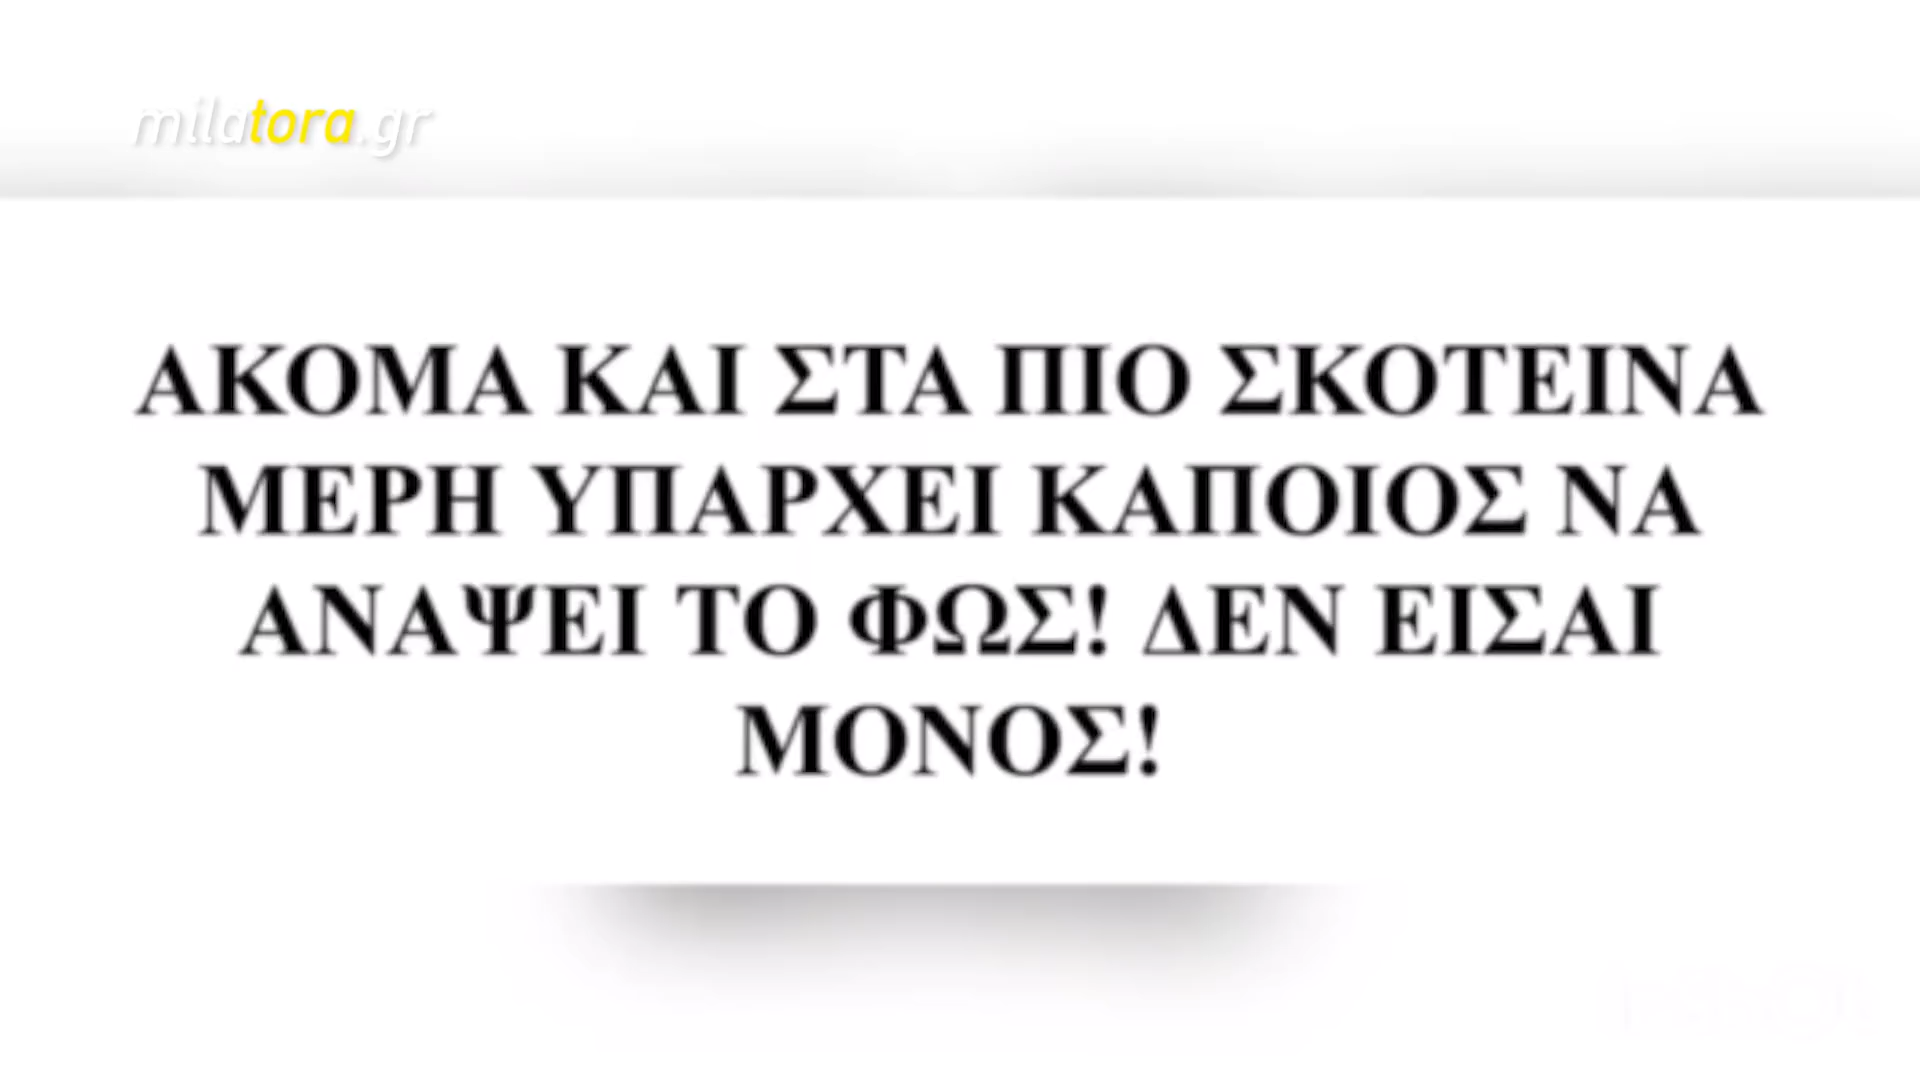 milatora.gr
ΑΚΟΜΑ ΚΑΙ ΣΤΑ ΠΙΟ ΣΚΟΤΕΙΝΑ
ΜΕΡΗ ΥΠΑΡΧΕΙ ΚΑΠΟΙΟΣ ΝΑ
ΑΝΑΨΕΙ ΤΟ ΦΩΣ! ΔΕΝ ΕΙΣΑΙ
ΜΟΝΟΣ!